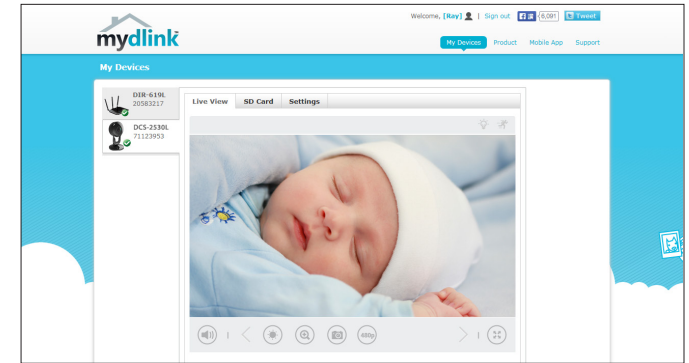 Welcome, [Ray] | Sign out 6,091 Tweet
mydlink
My Devices Product Mobile App Support
My Devices
DIR-619L
20583217
DCS-2530L
71123953
Live View SD Card Settings
480p